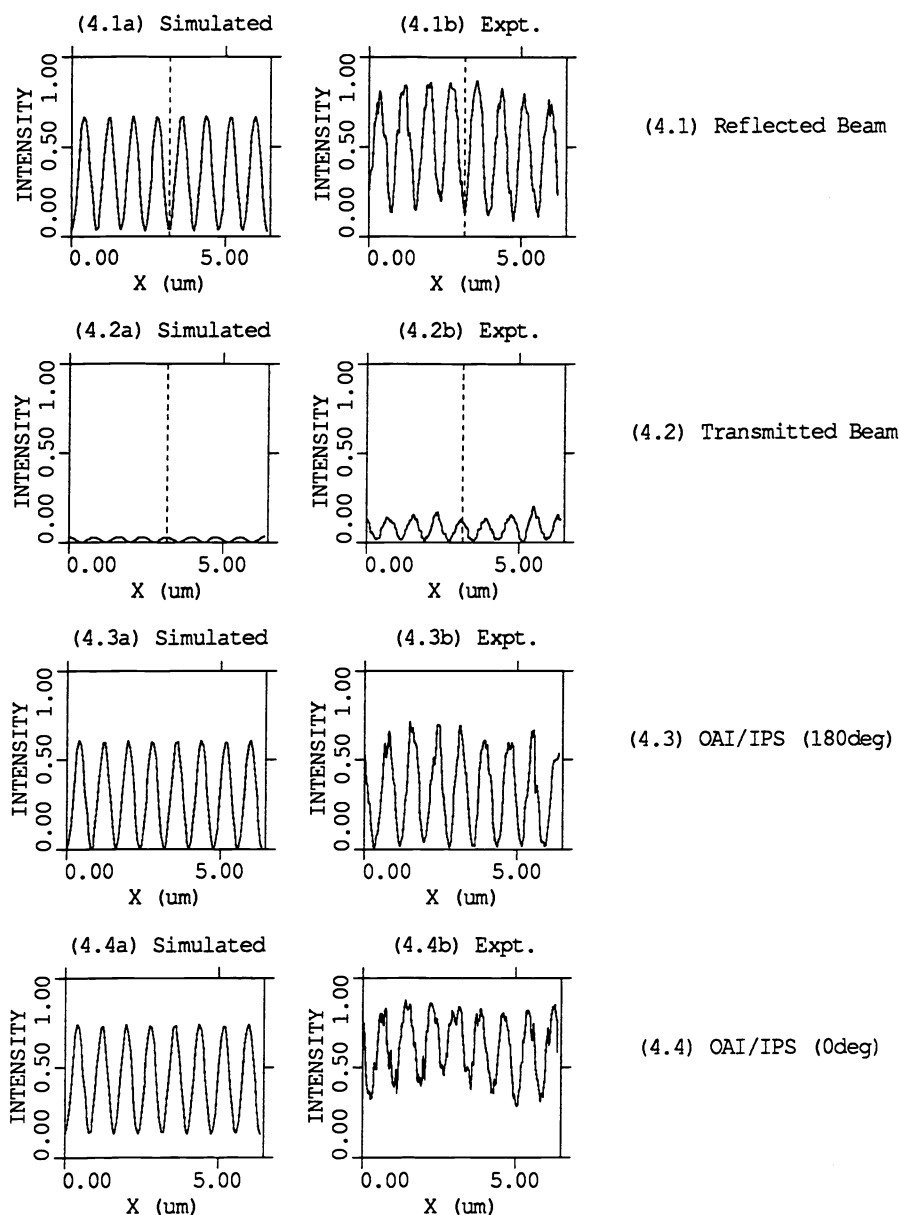 (4.1a) Simulated
(4.1b) Expt.
INTENSITY
0.00 0.50 1.00
0.00 5.00
X (um)
INTENSITY
0.00 0.50 1.00
0.00 5.00
X (um)
(4.1) Reflected Beam
(4.2a) Simulated
(4.2b) Expt.
INTENSITY
0.00 0.50 1.00
0.00 5.00
X (um)
INTENSITY
0.00 0.50 1.00
0.00 5.00
X (um)
(4.2) Transmitted Beam
(4.3a) Simulated
(4.3b) Expt.
INTENSITY
0.00 0.50 1.00
0.00 5.00
X (um)
INTENSITY
0.00 0.50 1.00
0.00 5.00
X (um)
(4.3) OAI/IPS (180deg)
(4.4a) Simulated
(4.4b) Expt.
INTENSITY
0.00 0.50 1.00
0.00 5.00
X (um)
INTENSITY
0.00 0.50 1.00
0.00 5.00
X (um)
(4.4) OAI/IPS (0deg)